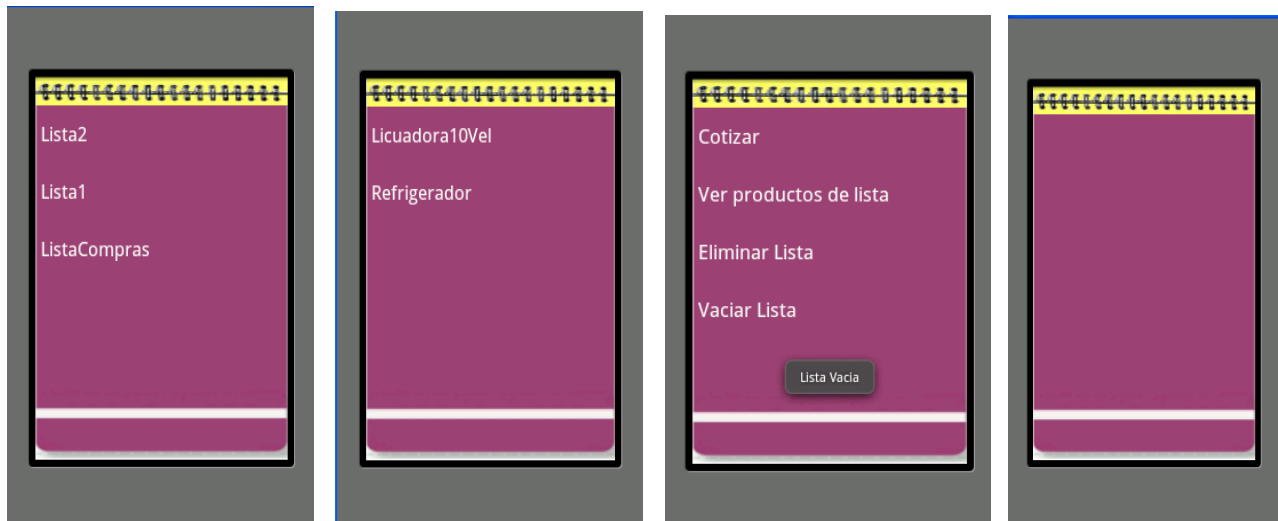 Lista2
Lista1
ListaCompras
Licuadora10Vel
Refrigerador
Cotizar
Ver productos de lista
Eliminar Lista
Vaciar Lista
Lista Vacia